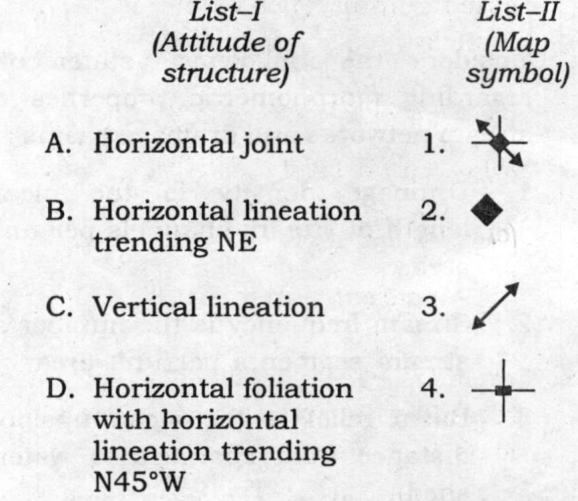 List–I
(Attitude of
structure)
List–II
(Map
symbol)
A. Horizontal joint
1.
B. Horizontal lineation
trending NE
2.
C. Vertical lineation
3.
D. Horizontal foliation
with horizontal
lineation trending
N45°W
4.